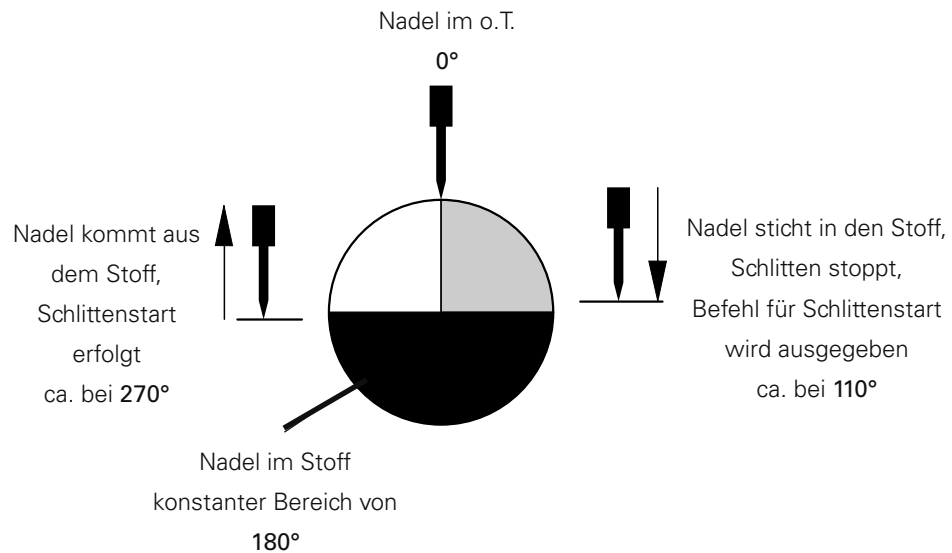 Nadel im o.T.
0°
Nadel kommt aus
dem Stoff,
Schlittenstart
erfolgt
ca. bei 270°
Nadel sticht in den Stoff,
Schlitten stoppt,
Befehl für Schlittenstart
wird ausgegeben
ca. bei 110°
Nadel im Stoff
konstanter Bereich von
180°